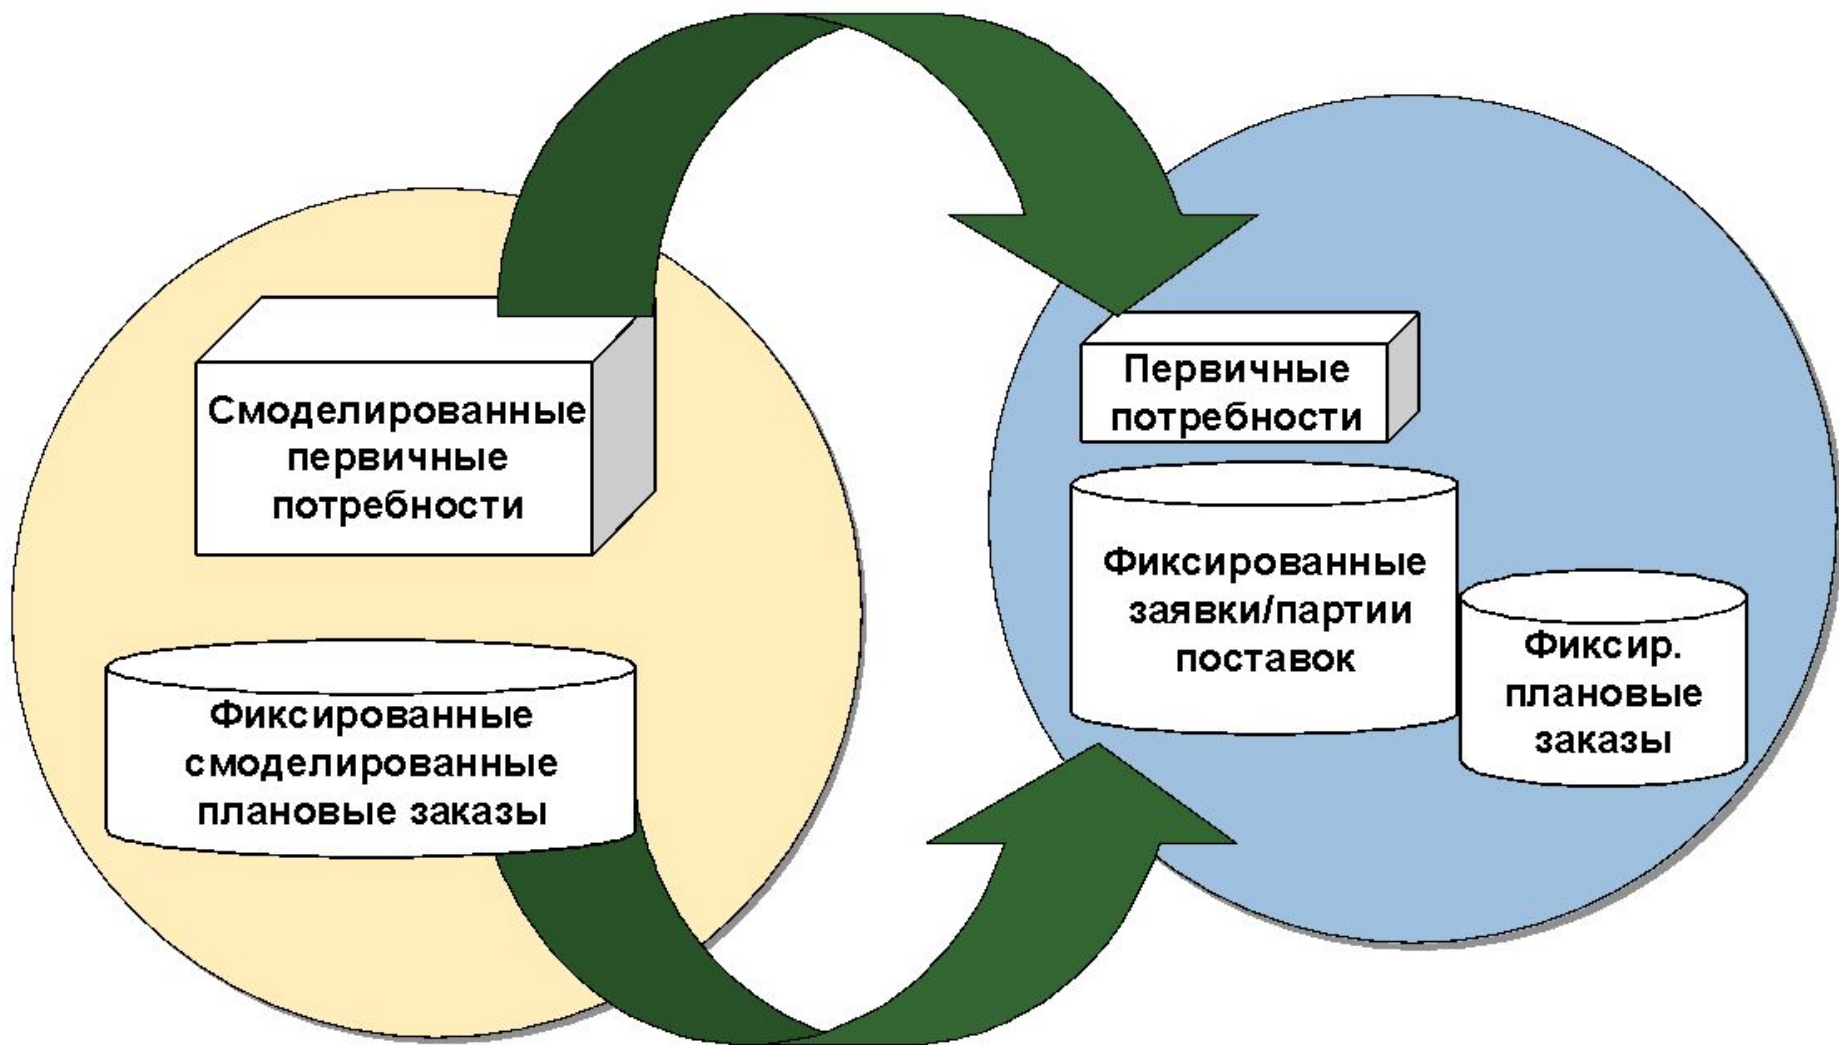 Смоделированные
первичные
потребности
Фиксированные
смоделированные
плановые заказы
Первичные
потребности
Фиксированные
заявки/партии
поставок
Фиксир.
плановые
заказы